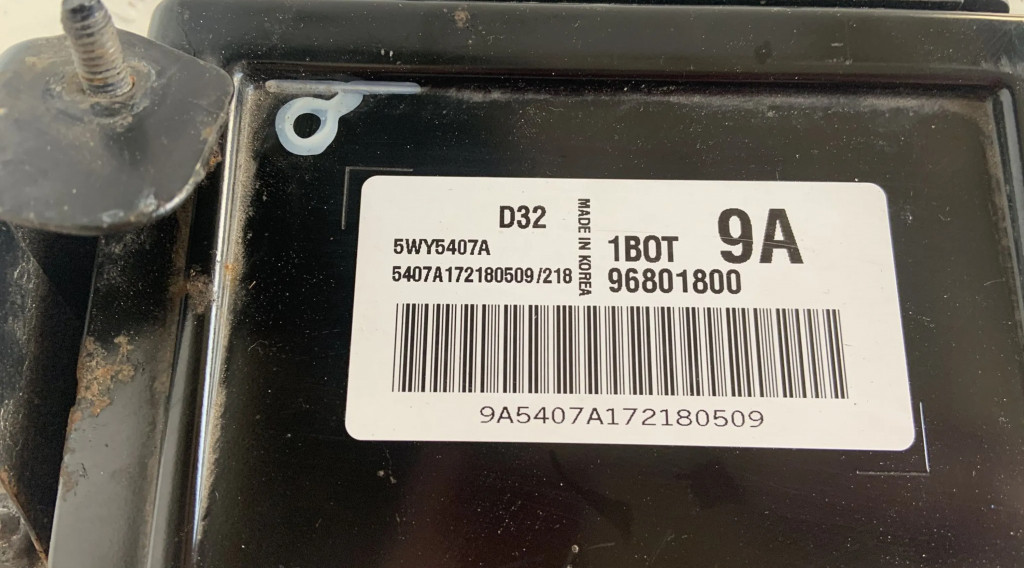 D32
5WY5407A
5407A172180509/218
MADE IN KOREA
1BOT 9A
96801800
9A5407A172180509